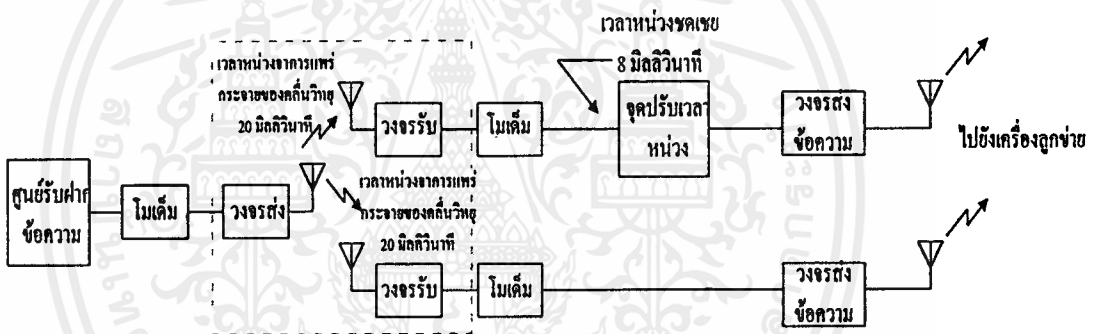 เวลาหน่วงชดเชย
8 มิลลิวินาที
เวลาหน่วงจาการแพร่
กระจายของคลื่นวิทยุ
20 มิลลิวินาที
วงจรรับ
โมเด็ม
จุดปรับเวลา
หน่วง
วงจรส่ง
ข้อความ
ไปยังเครื่องลูกข่าย
ศูนย์รับฝาก
ข้อความ
โมเด็ม
วงจรส่ง
เวลาหน่วงจาการแพร่
กระจายของคลื่นวิทยุ
20 มิลลิวินาที
วงจรรับ
โมเด็ม
วงจรส่ง
ข้อความ